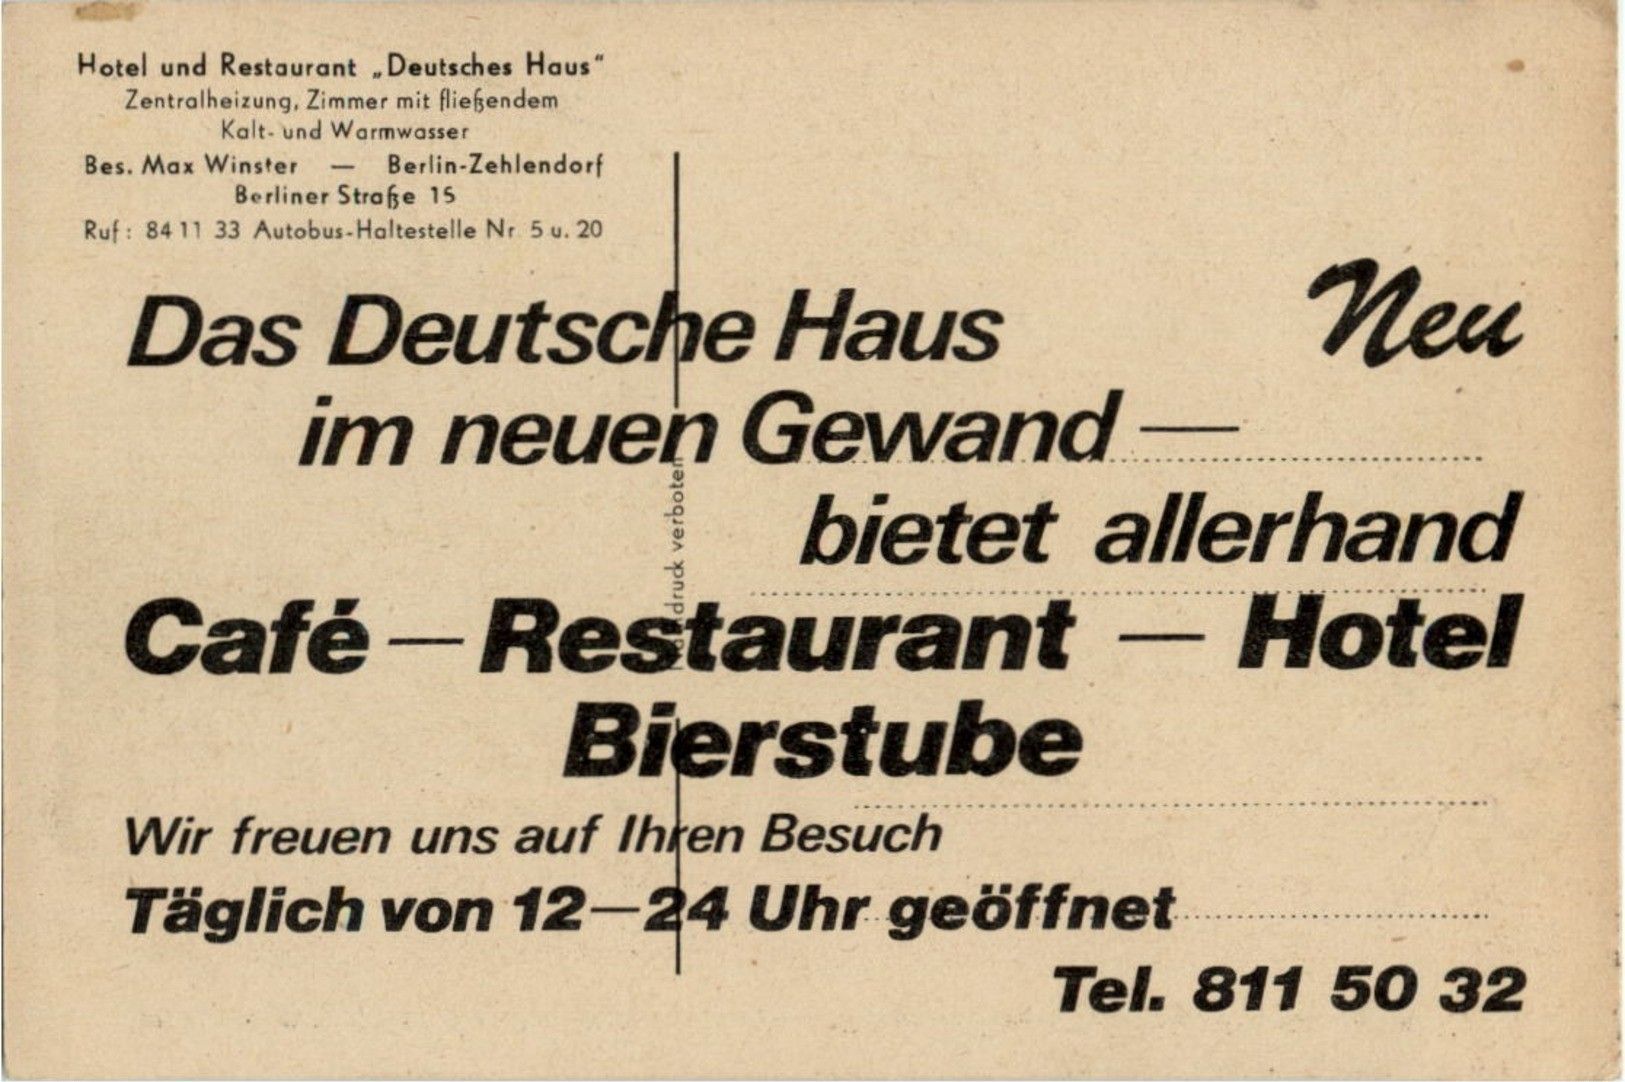 Hotel und Restaurant „Deutsches Haus“
Zentralheizung, Zimmer mit fließendem
Kalt- und Warmwasser
Bes. Max Winster — Berlin-Zehlendorf
Berliner Straße 15
Ruf: 84 11 33 Autobus-Haltestelle Nr. 5 u. 20
Neu
Das Deutsche Haus
im neuen Gewand —
bietet allerhand
Café — Restaurant — Hotel
Bierstube
Wir freuen uns auf Ihren Besuch
Täglich von 12—24 Uhr geöffnet
Tel. 811 50 32
Nachdruck verboten